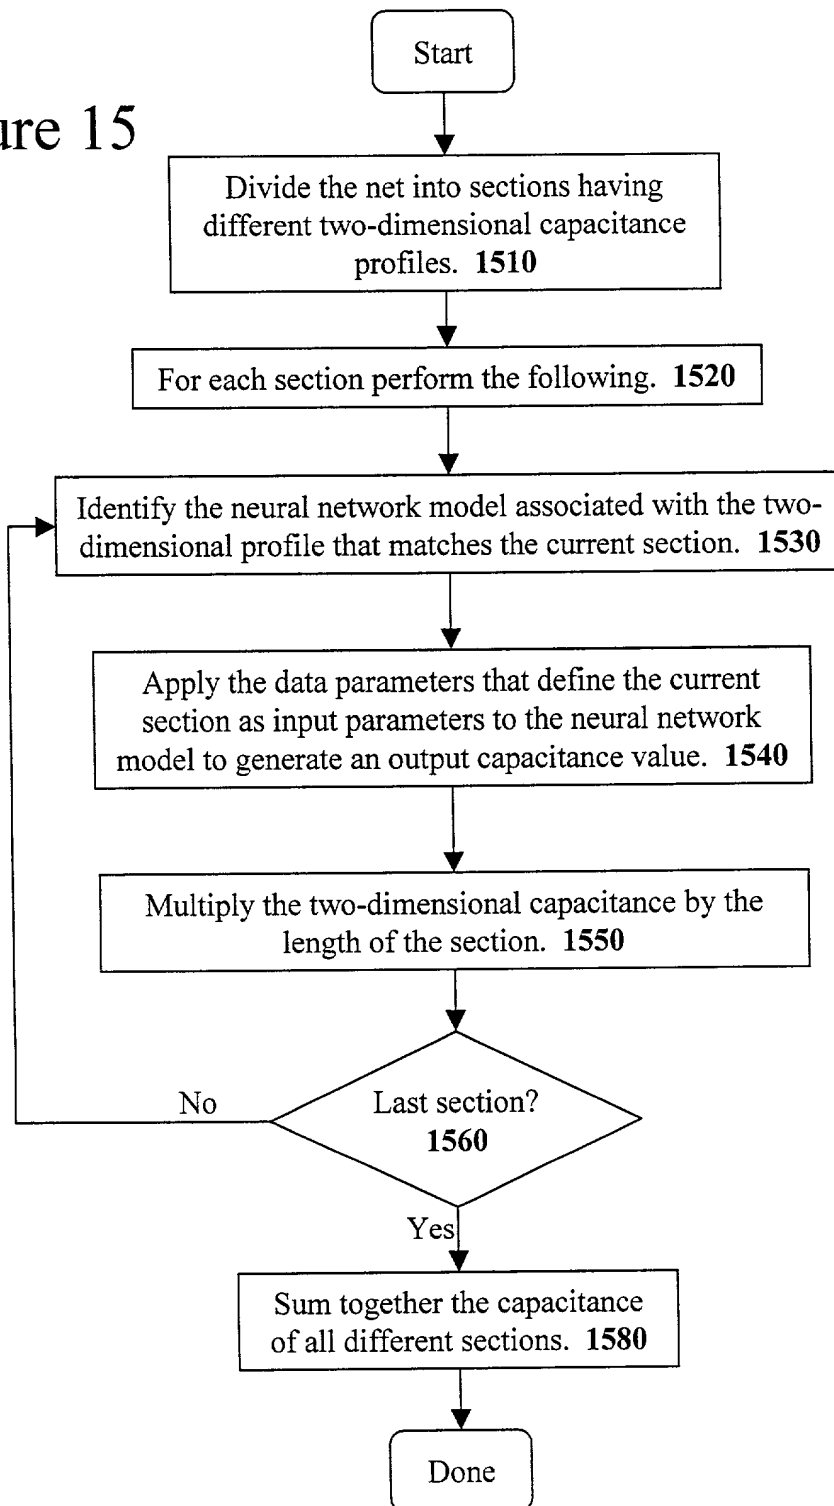 Start
ure 15
Divide the net into sections having
different two-dimensional capacitance
profiles. 1510
For each section perform the following. 1520
Identify the neural network model associated with the two-
dimensional profile that matches the current section. 1530
Apply the data parameters that define the current
section as input parameters to the neural network
model to generate an output capacitance value. 1540
Multiply the two-dimensional capacitance by the
length of the section. 1550
No
Last section?
1560
Yes
Sum together the capacitance
of all different sections. 1580
Done